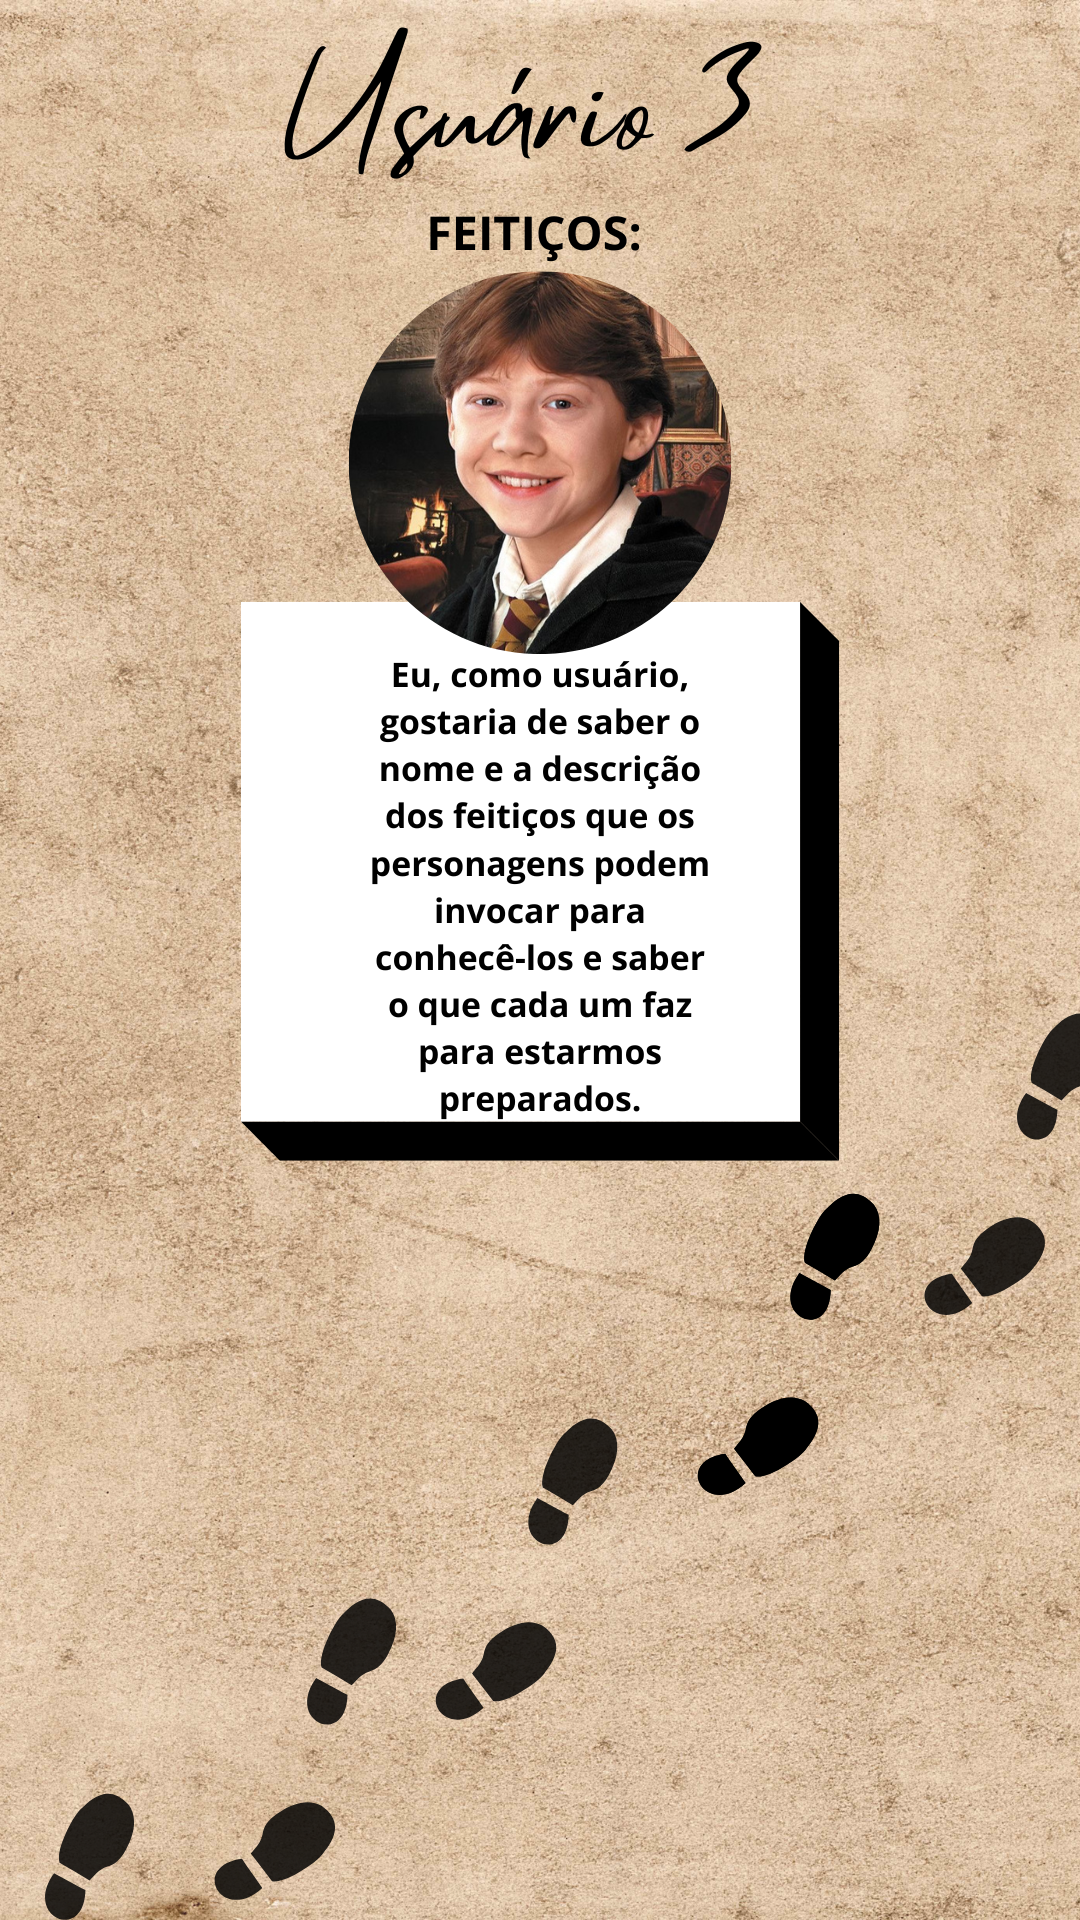 Usuário 3
FEITIÇOS:
Eu, como usuário,
gostaria de saber o
nome e a descrição
dos feitiços que os
personagens podem
invocar para
conhecê-los e saber
o que cada um faz
para estarmos
preparados.